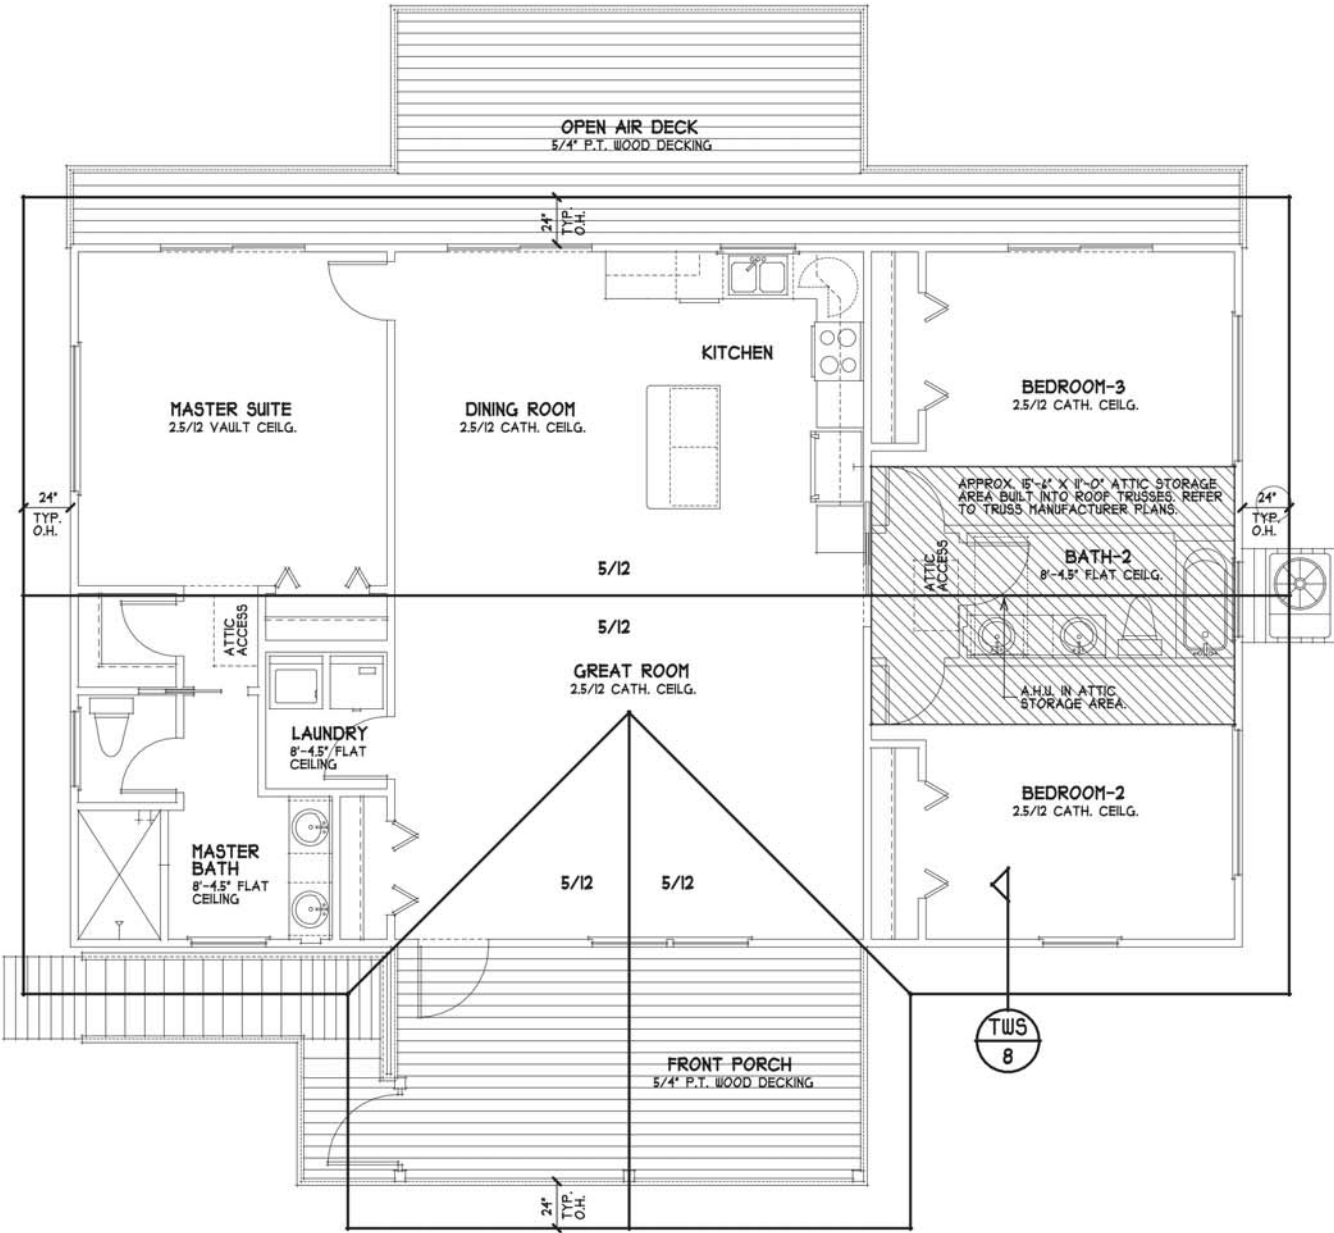 OPEN AIR DECK
5/4" P.T. WOOD DECKING
24"
TYP.
O.H.
KITCHEN
MASTER SUITE
2.5/12 VAULT CEILG.
DINING ROOM
2.5/12 CATH. CEILG.
BEDROOM-3
2.5/12 CATH. CEILG.
24"
TYP.
O.H.
APPROX. 15'-6" X 11'-0" ATTIC STORAGE
AREA BUILT INTO ROOF TRUSSES. REFER
TO TRUSS MANUFACTURER PLANS.
24"
TYP.
O.H.
ATTIC
ACCESS
BATH-2
8'-4.5" FLAT CEILG.
5/12
5/12
ATTIC
ACCESS
GREAT ROOM
2.5/12 CATH. CEILG.
A.H.U. IN ATTIC
STORAGE AREA.
LAUNDRY
8'-4.5" FLAT
CEILING
BEDROOM-2
2.5/12 CATH. CEILG.
MASTER
BATH
8'-4.5" FLAT
CEILING
5/12
5/12
TWS
8
FRONT PORCH
5/4" P.T. WOOD DECKING
24"
TYP.
O.H.